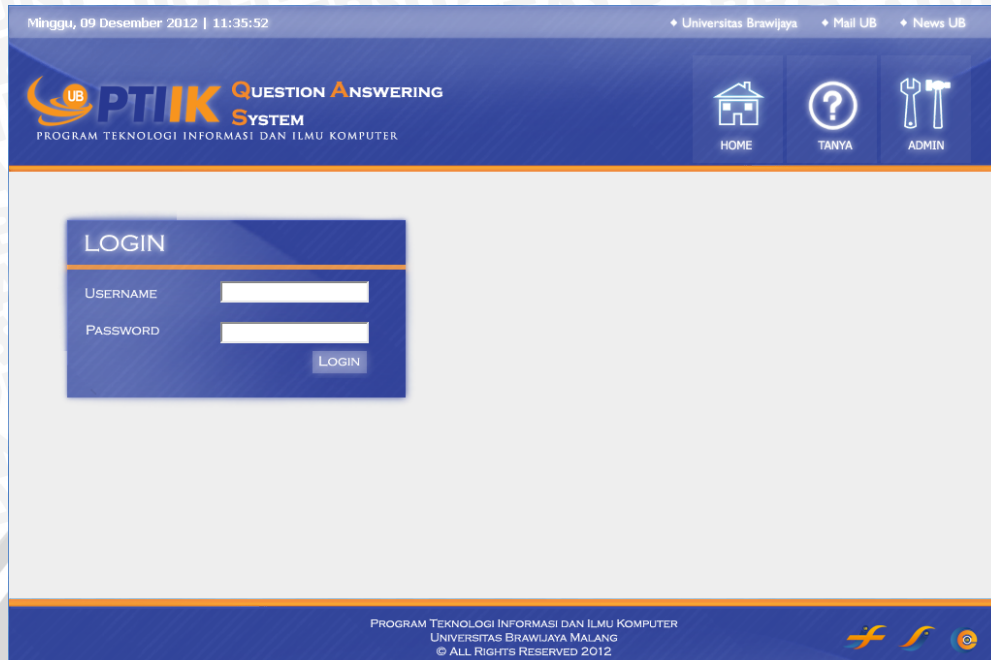 Minggu, 09 Desember 2012 | 11:35:52
Universitas Brawijaya
Mail UB
News UB
UB PTIIK
QUESTION ANSWERING
SYSTEM
PROGRAM TEKNOLOGI INFORMASI DAN ILMU KOMPUTER
HOME
TANYA
ADMIN
LOGIN
USERNAME
PASSWORD
LOGIN
PROGRAM TEKNOLOGI INFORMASI DAN ILMU KOMPUTER
UNIVERSITAS BRAWIJAYA MALANG
© ALL RIGHTS RESERVED 2012